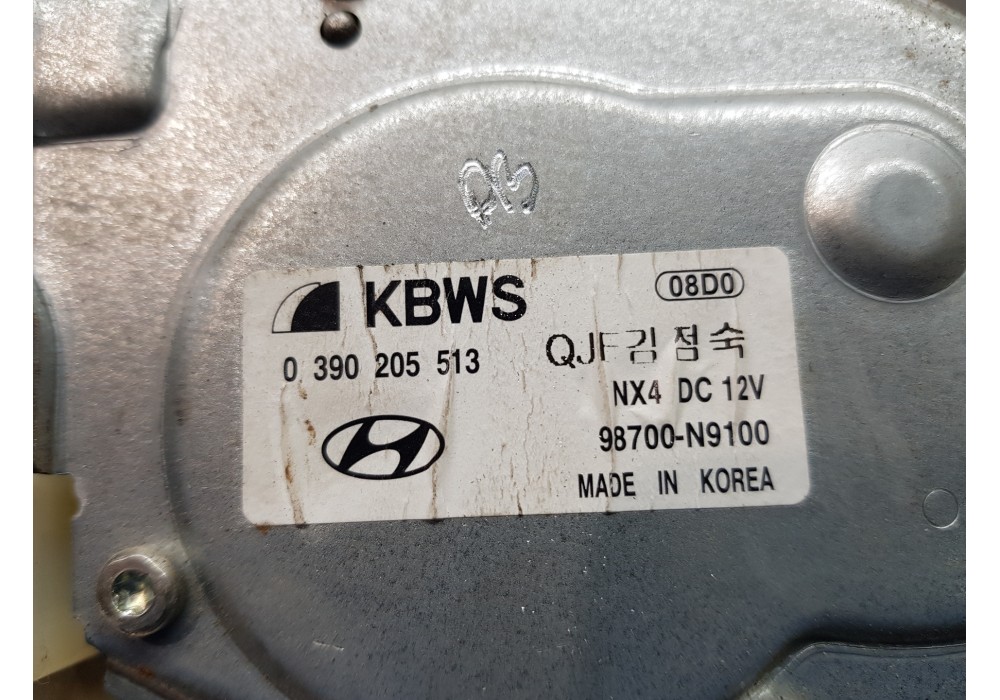 KBWS
08D0
0 390 205 513
QJF김점숙
NX4 DC 12V
98700-N9100
MADE IN KOREA